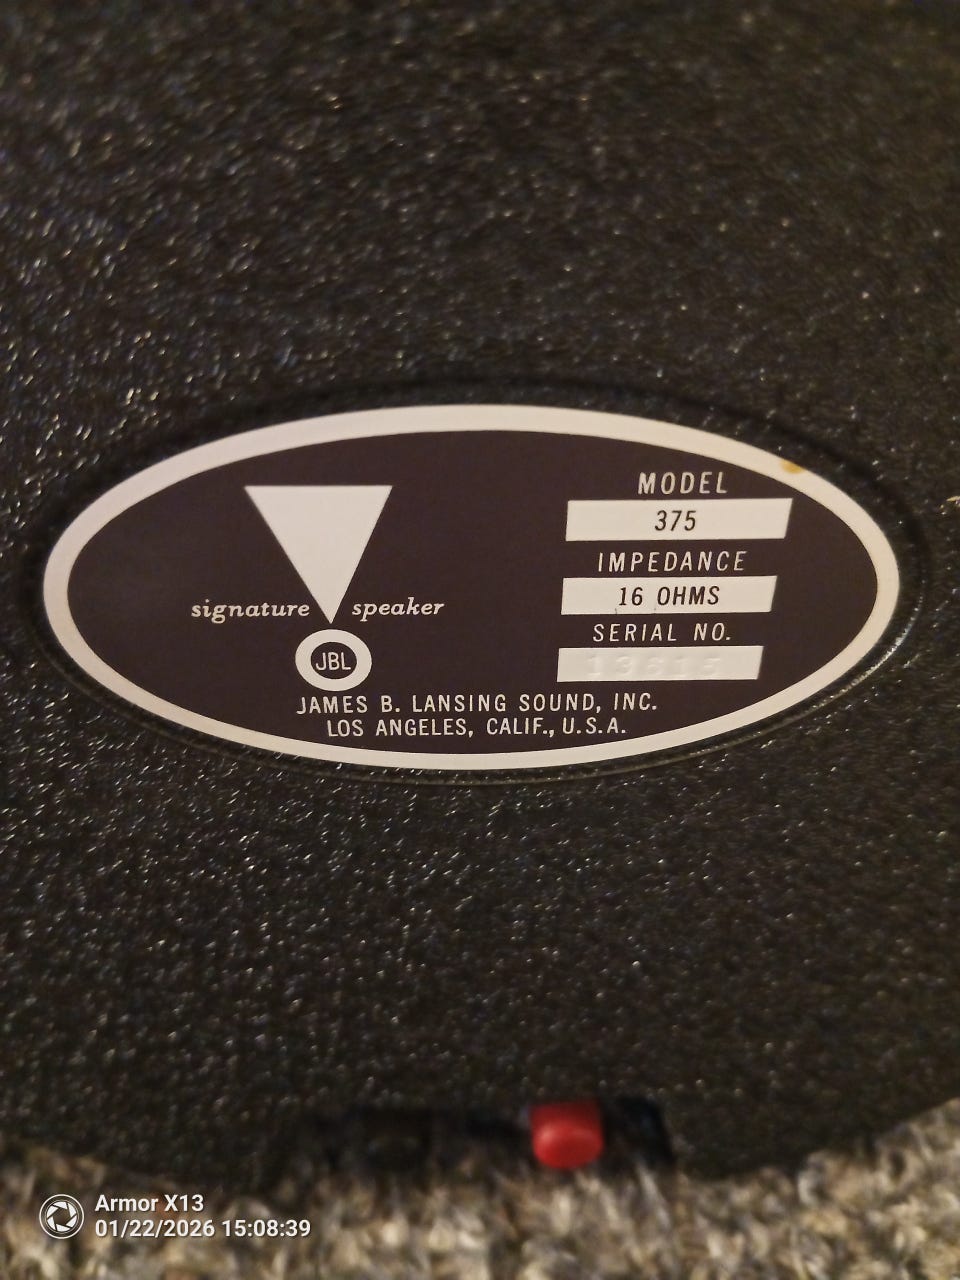 MODEL
375
IMPEDANCE
16 OHMS
SERIAL NO.
signature speaker
JBL
JAMES B. LANSING SOUND, INC.
LOS ANGELES, CALIF., U.S.A.
Armor X13
01/22/2026 15:08:39